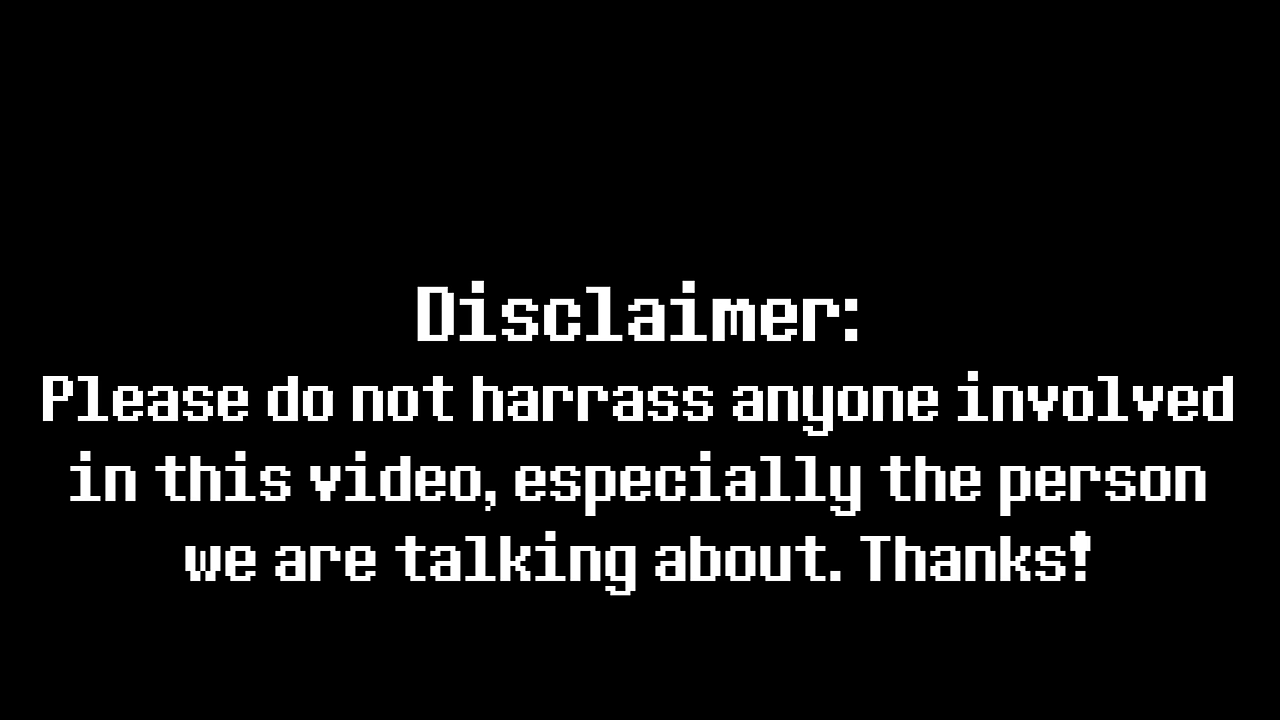 Disclaimer:
Please do not harrass anyone involved
in this video, especially the person
we are talking about. Thanks!